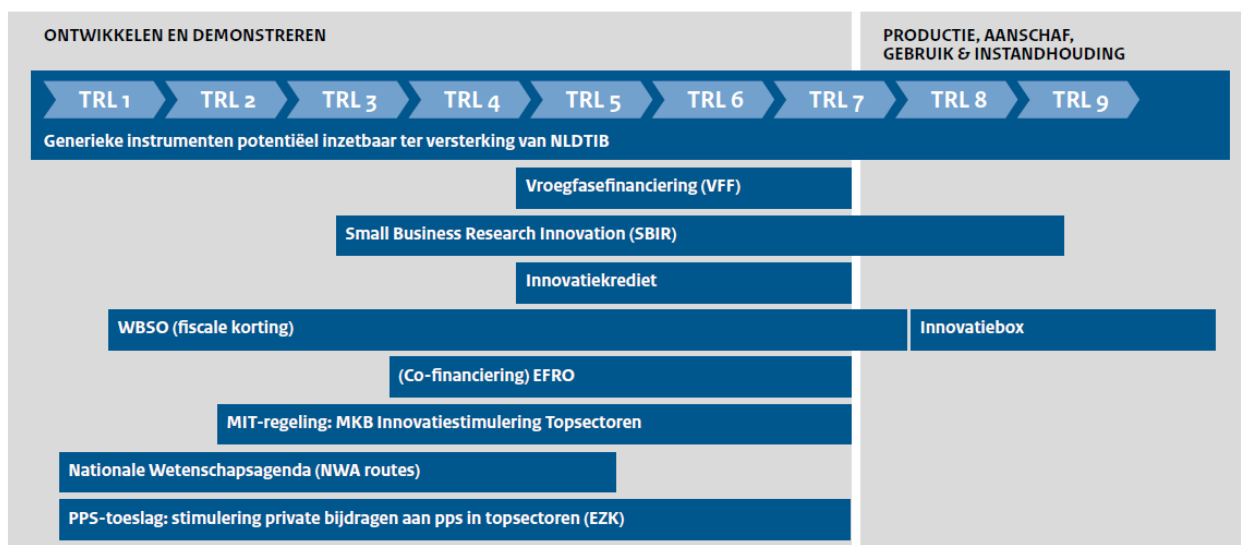 ONTWIKKELEN EN DEMONSTREREN
PRODUCTIE, AANSCHAF,
GEBRUIK & INSTANDHOUDING
TRL 1 TRL 2 TRL 3 TRL 4 TRL 5 TRL 6 TRL 7 TRL 8 TRL 9
Generieke instrumenten potentiëel inzetbaar ter versterking van NLDTIB
Vroegfasefinanciering (VFF)
Small Business Research Innovation (SBIR)
Innovatiekrediet
WBSO (fiscale korting)
Innovatiebox
(Co-financiering) EFRO
MIT-regeling: MKB Innovatiestimulering Topsectoren
Nationale Wetenschapsagenda (NWA routes)
PPS-toeslag: stimulering private bijdragen aan pps in topsectoren (EZK)